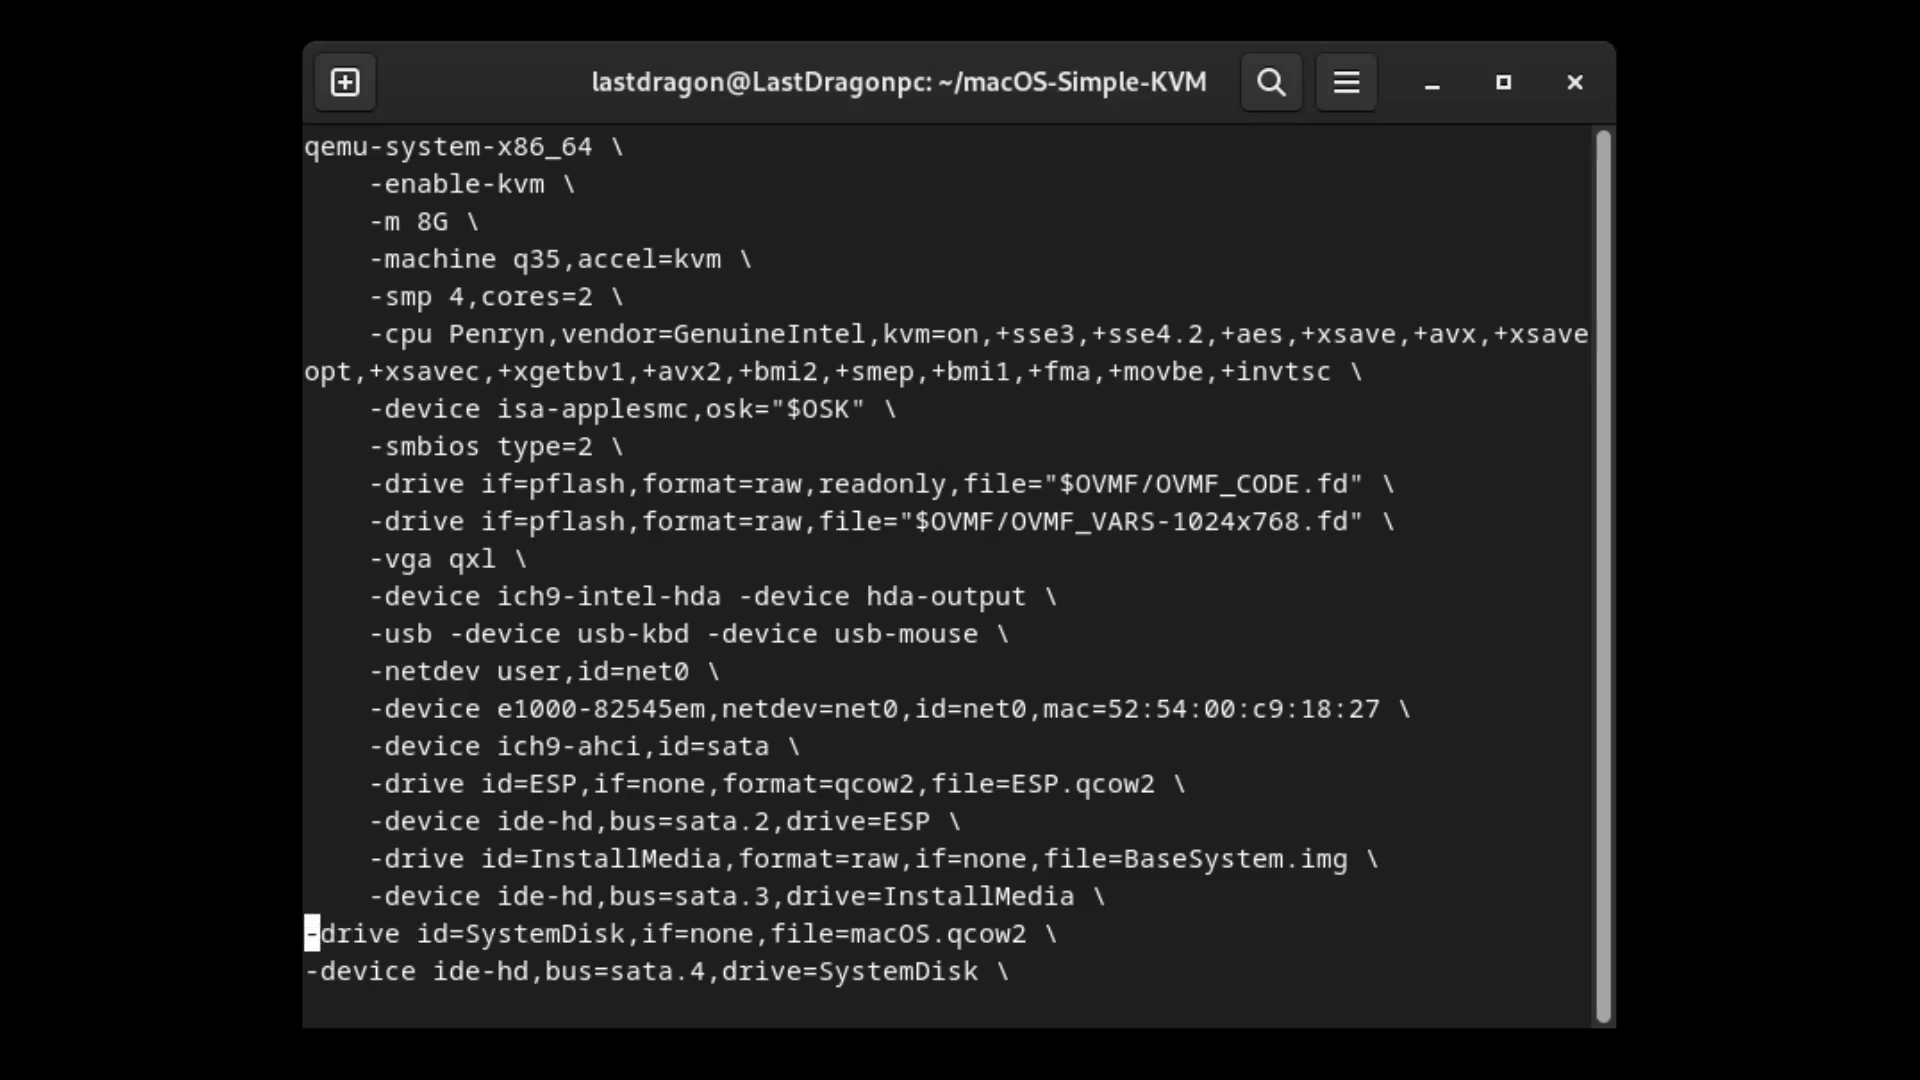 lastdragon@LastDragonpc: ~/macOS-Simple-KVM
qemu-system-x86_64 \
    -enable-kvm \
    -m 8G \
    -machine q35,accel=kvm \
    -smp 4,cores=2 \
    -cpu Penryn,vendor=GenuineIntel,kvm=on,+sse3,+sse4.2,+aes,+xsave,+avx,+xsave
opt,+xsavec,+xgetbv1,+avx2,+bmi2,+smep,+bmi1,+fma,+movbe,+invtsc \
    -device isa-applesmc,osk="$OSK" \
    -smbios type=2 \
    -drive if=pflash,format=raw,readonly,file="$OVMF/OVMF_CODE.fd" \
    -drive if=pflash,format=raw,file="$OVMF/OVMF_VARS-1024x768.fd" \
    -vga qxl \
    -device ich9-intel-hda -device hda-output \
    -usb -device usb-kbd -device usb-mouse \
    -netdev user,id=net0 \
    -device e1000-82545em,netdev=net0,id=net0,mac=52:54:00:c9:18:27 \
    -device ich9-ahci,id=sata \
    -drive id=ESP,if=none,format=qcow2,file=ESP.qcow2 \
    -device ide-hd,bus=sata.2,drive=ESP \
    -drive id=InstallMedia,format=raw,if=none,file=BaseSystem.img \
    -device ide-hd,bus=sata.3,drive=InstallMedia \
-drive id=SystemDisk,if=none,file=macOS.qcow2 \
-device ide-hd,bus=sata.4,drive=SystemDisk \